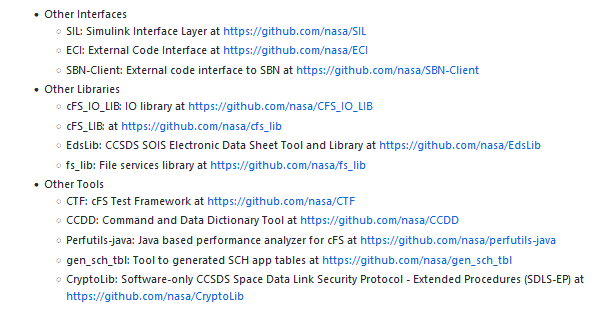 Other Interfaces
SIL: Simulink Interface Layer at https://github.com/nasa/SIL
ECI: External Code Interface at https://github.com/nasa/ECI
SBN-Client: External code interface to SBN at https://github.com/nasa/SBN-Client
Other Libraries
cFS_IO_LIB: IO library at https://github.com/nasa/CFS_IO_LIB
cFS_LIB: at https://github.com/nasa/cfs_lib
EdsLib: CCSDS SOIS Electronic Data Sheet Tool and Library at https://github.com/nasa/EdsLib
fs_lib: File services library at https://github.com/nasa/fs_lib
Other Tools
CTF: cFS Test Framework at https://github.com/nasa/CTF
CCDD: Command and Data Dictionary Tool at https://github.com/nasa/CCDD
Perfutils-java: Java based performance analyzer for cFS at https://github.com/nasa/perfutils-java
gen_sch_tbl: Tool to generated SCH app tables at https://github.com/nasa/gen_sch_tbl
CryptoLib: Software-only CCSDS Space Data Link Security Protocol - Extended Procedures (SDLS-EP) at
https://github.com/nasa/CryptoLib